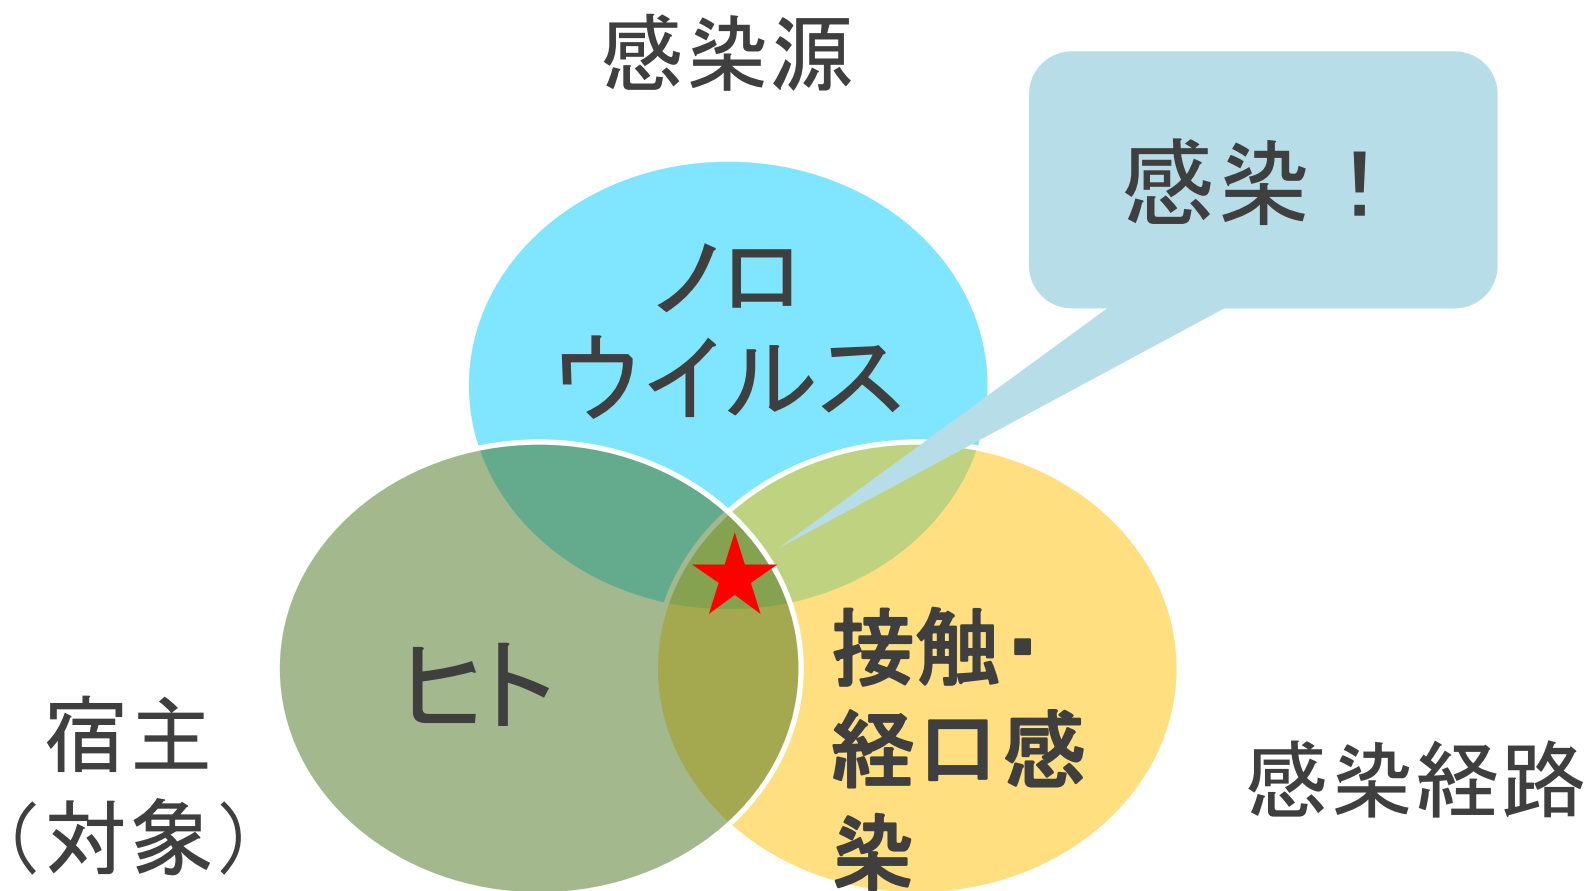 感染源
感染！
ノロ
ウイルス
ヒト
接触・
経口感
染
宿主
（対象）
感染経路